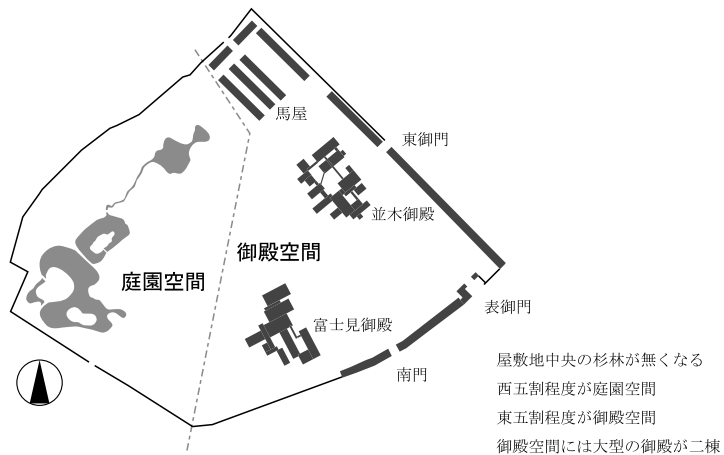 馬屋
東御門
並木御殿
御殿空間
庭園空間
表御門
富士見御殿
南門
屋敷地中央の杉林が無くなる
西五割程度が庭園空間
東五割程度が御殿空間
御殿空間には大型の御殿が二棟